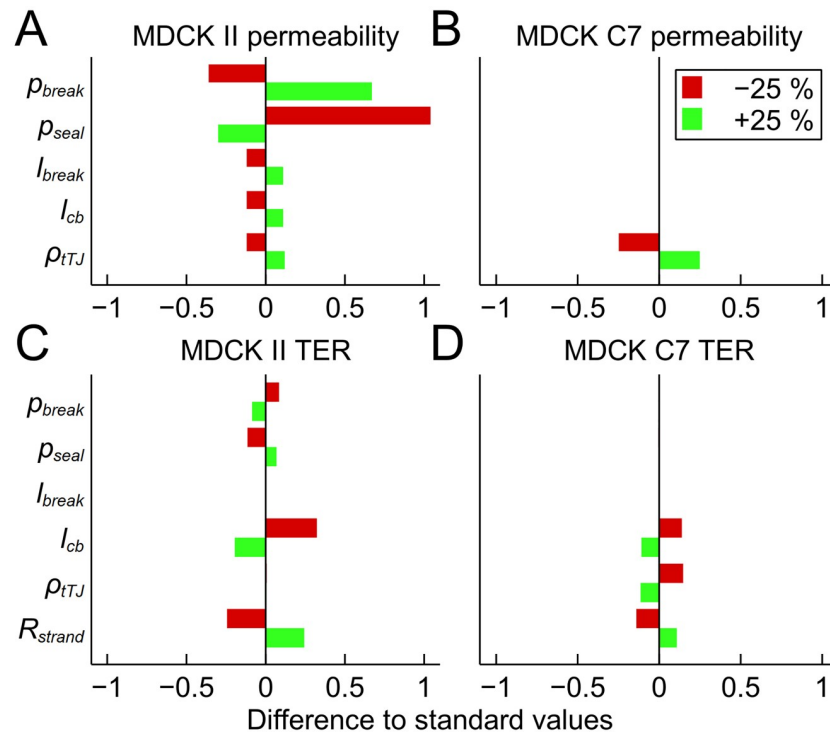 A MDCK II permeability
B MDCK C7 permeability
p_break
p_seal
l_break
l_cb
ρ_tTJ
−25 %
+25 %
−1 −0.5 0 0.5 1
−1 −0.5 0 0.5 1
C MDCK II TER
D MDCK C7 TER
p_break
p_seal
l_break
l_cb
ρ_tTJ
R_strand
−1 −0.5 0 0.5 1
−1 −0.5 0 0.5 1
Difference to standard values